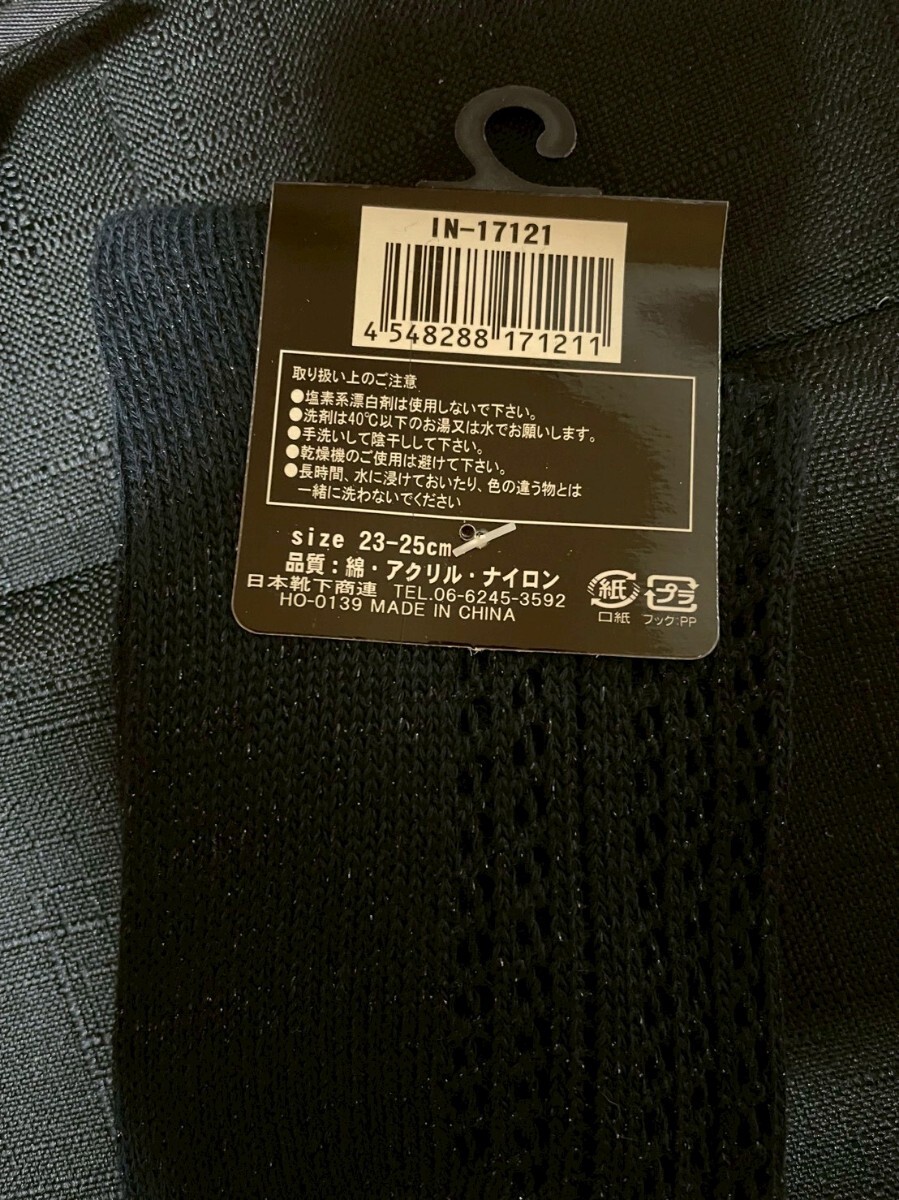 IN-17121
4 548288 171211
取り扱い上のご注意
●塩素系漂白剤は使用しないで下さい。
●洗剤は40℃以下のお湯又は水でお願いします。
●手洗いして陰干しして下さい。
●乾燥機のご使用は避けて下さい。
●長時間、水に浸けておいたり、色の違う物とは
一緒に洗わないでください
size 23-25cm
品質：綿・アクリル・ナイロン
日本靴下商連 TEL.06-6245-3592
HO-0139 MADE IN CHINA
紙 プラ
口紙 フック:PP